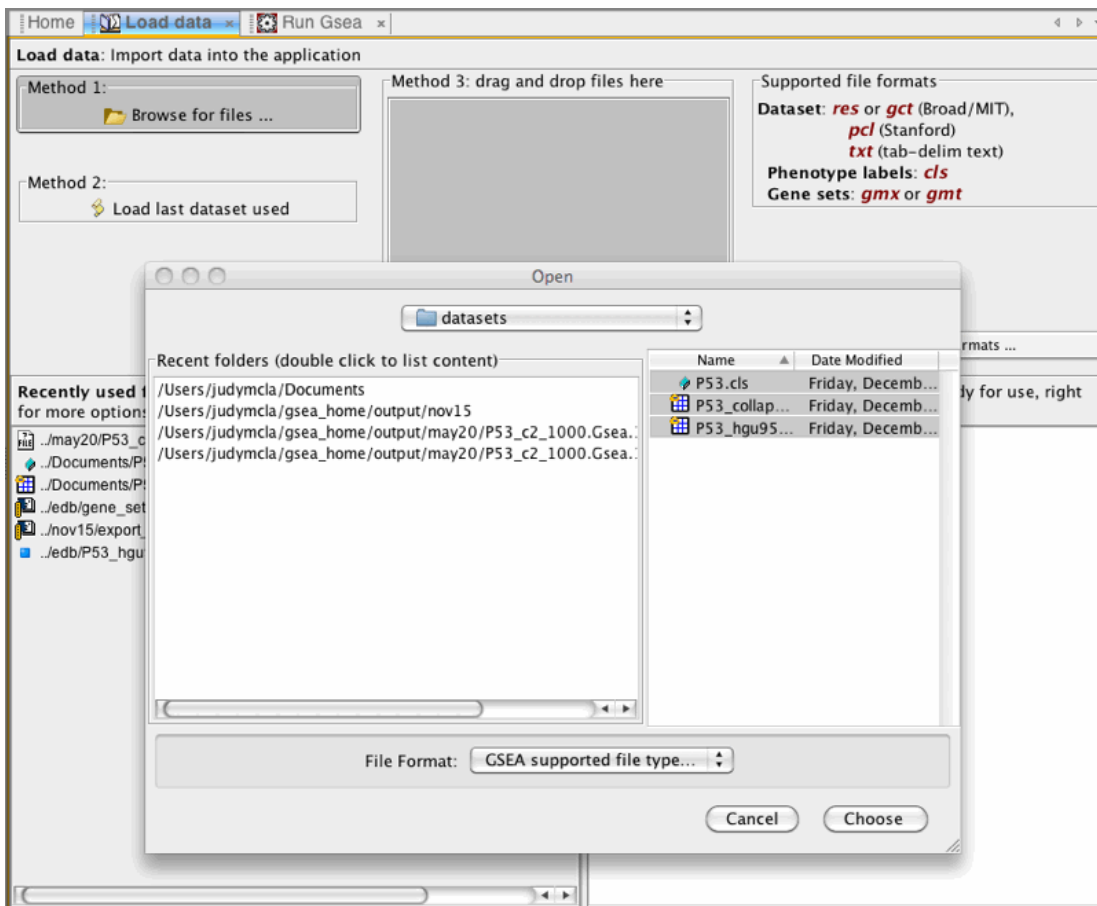 Home Load data × Run Gsea ×
Load data: Import data into the application
Method 1:
Browse for files ...
Method 2:
Load last dataset used
Method 3: drag and drop files here
Supported file formats
Dataset: res or gct (Broad/MIT),
pcl (Stanford)
txt (tab-delim text)
Phenotype labels: cls
Gene sets: gmx or gmt
rmats ...
Recently used f
for more options
../may20/P53_c
../Documents/P5
../Documents/P5
../edb/gene_set
../nov15/export_
../edb/P53_hgu
dy for use, right
Open
datasets
Recent folders (double click to list content)
/Users/judymcla/Documents
/Users/judymcla/gsea_home/output/nov15
/Users/judymcla/gsea_home/output/may20/P53_c2_1000.Gsea.
/Users/judymcla/gsea_home/output/may20/P53_c2_1000.Gsea.
Name Date Modified
P53.cls Friday, Decemb...
P53_collap... Friday, Decemb...
P53_hgu95... Friday, Decemb...
File Format: GSEA supported file type...
Cancel Choose